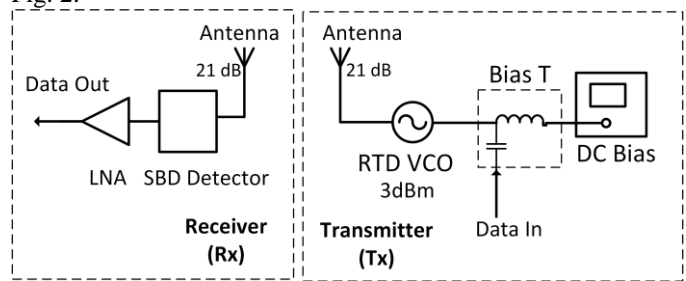 Fig. 2.
Antenna
21 dB
Data Out
LNA
SBD Detector
Receiver
(Rx)
Antenna
21 dB
Bias T
RTD VCO
3dBm
DC Bias
Transmitter
(Tx)
Data In